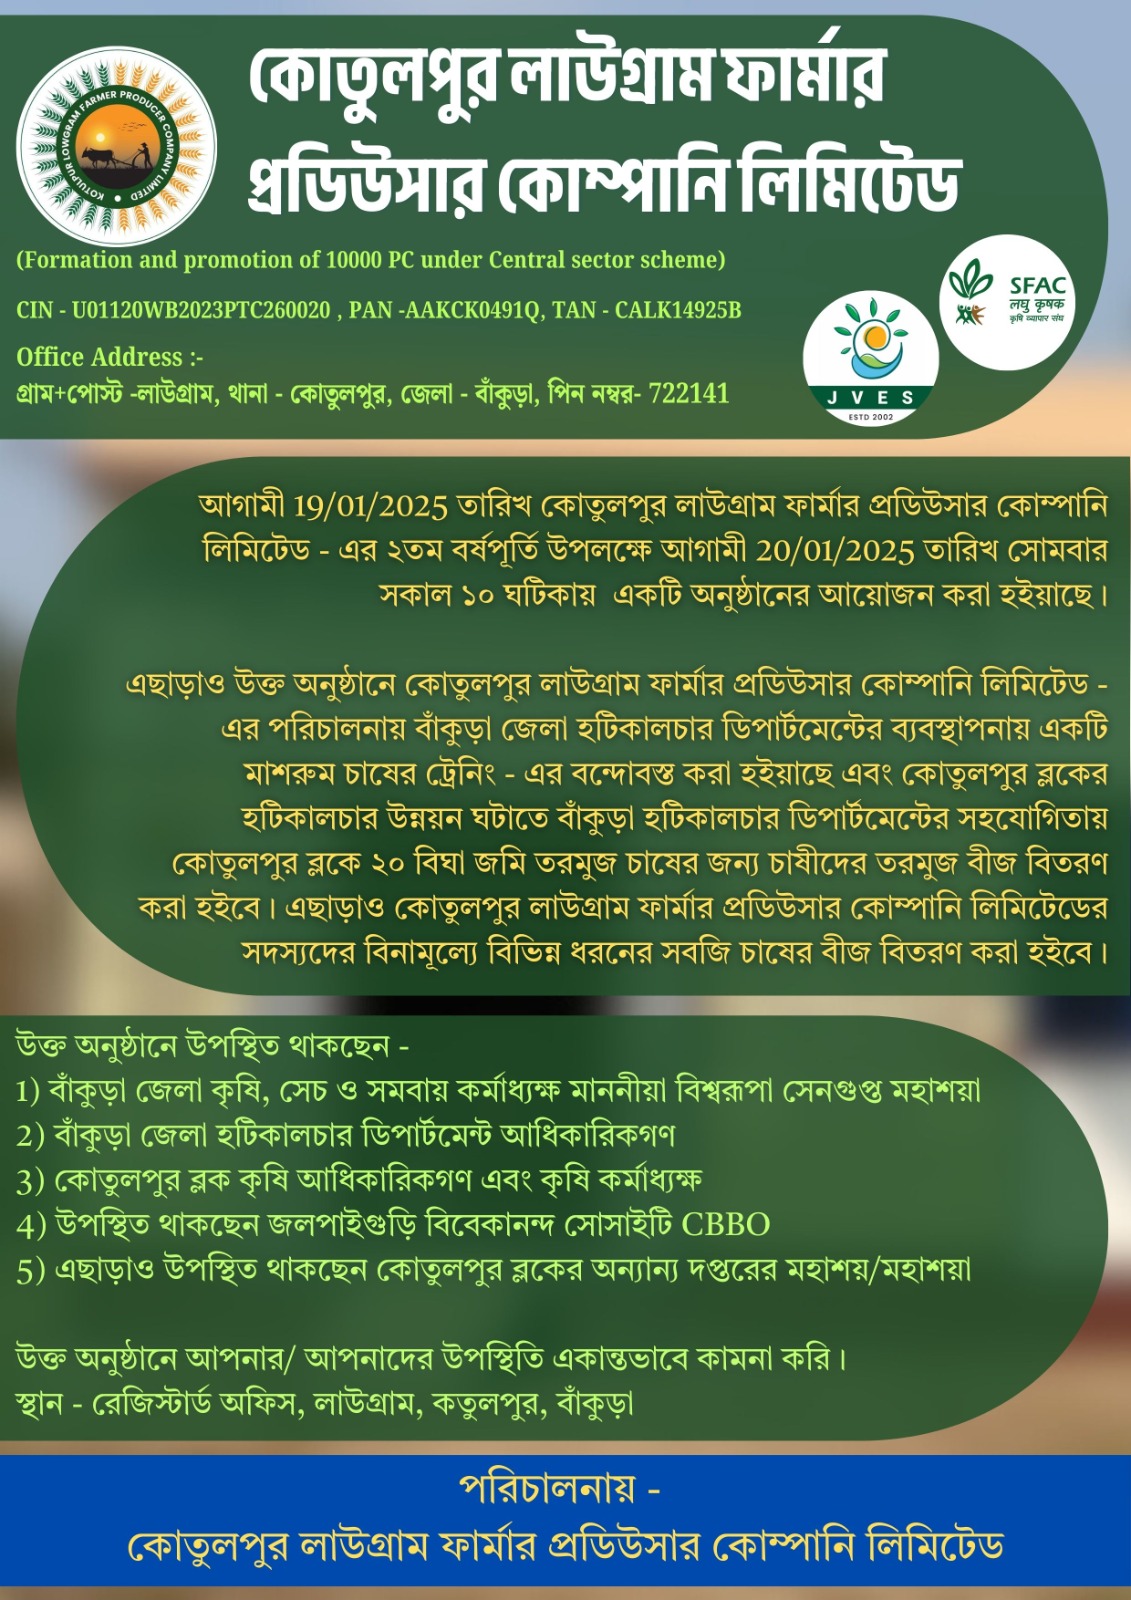 কোতুলপুর লাউগ্রাম ফার্মার
প্রডিউসার কোম্পানি লিমিটেড
KOTULPUR LOWGRAM FARMER PRODUCER COMPANY LIMITED
(Formation and promotion of 10000 PC under Central sector scheme)
CIN - U01120WB2023PTC260020 , PAN -AAKCK0491Q, TAN - CALK14925B
Office Address :-
গ্রাম+পোস্ট -লাউগ্রাম, থানা - কোতুলপুর, জেলা - বাঁকুড়া, পিন নম্বর- 722141
JVES
ESTD 2002
SFAC
लघु कृषक
कृषि व्यापार संघ
আগামী 19/01/2025 তারিখ কোতুলপুর লাউগ্রাম ফার্মার প্রডিউসার কোম্পানি
লিমিটেড - এর ২তম বর্ষপূর্তি উপলক্ষে আগামী 20/01/2025 তারিখ সোমবার
সকাল ১০ ঘটিকায় একটি অনুষ্ঠানের আয়োজন করা হইয়াছে।
এছাড়াও উক্ত অনুষ্ঠানে কোতুলপুর লাউগ্রাম ফার্মার প্রডিউসার কোম্পানি লিমিটেড -
এর পরিচালনায় বাঁকুড়া জেলা হটিকালচার ডিপার্টমেন্টের ব্যবস্থাপনায় একটি
মাশরুম চাষের ট্রেনিং - এর বন্দোবস্ত করা হইয়াছে এবং কোতুলপুর ব্লকের
হটিকালচার উন্নয়ন ঘটাতে বাঁকুড়া হটিকালচার ডিপার্টমেন্টের সহযোগিতায়
কোতুলপুর ব্লকে ২০ বিঘা জমি তরমুজ চাষের জন্য চাষীদের তরমুজ বীজ বিতরণ
করা হইবে। এছাড়াও কোতুলপুর লাউগ্রাম ফার্মার প্রডিউসার কোম্পানি লিমিটেডের
সদস্যদের বিনামূল্যে বিভিন্ন ধরনের সবজি চাষের বীজ বিতরণ করা হইবে।
উক্ত অনুষ্ঠানে উপস্থিত থাকছেন -
1) বাঁকুড়া জেলা কৃষি, সেচ ও সমবায় কর্মাধ্যক্ষ মাননীয়া বিশ্বরূপা সেনগুপ্ত মহাশয়া
2) বাঁকুড়া জেলা হটিকালচার ডিপার্টমেন্ট আধিকারিকগণ
3) কোতুলপুর ব্লক কৃষি আধিকারিকগণ এবং কৃষি কর্মাধ্যক্ষ
4) উপস্থিত থাকছেন জলপাইগুড়ি বিবেকানন্দ সোসাইটি CBBO
5) এছাড়াও উপস্থিত থাকছেন কোতুলপুর ব্লকের অন্যান্য দপ্তরের মহাশয়/মহাশয়া
উক্ত অনুষ্ঠানে আপনার/ আপনাদের উপস্থিতি একান্তভাবে কামনা করি।
স্থান - রেজিস্টার্ড অফিস, লাউগ্রাম, কতুলপুর, বাঁকুড়া
পরিচালনায় -
কোতুলপুর লাউগ্রাম ফার্মার প্রডিউসার কোম্পানি লিমিটেড